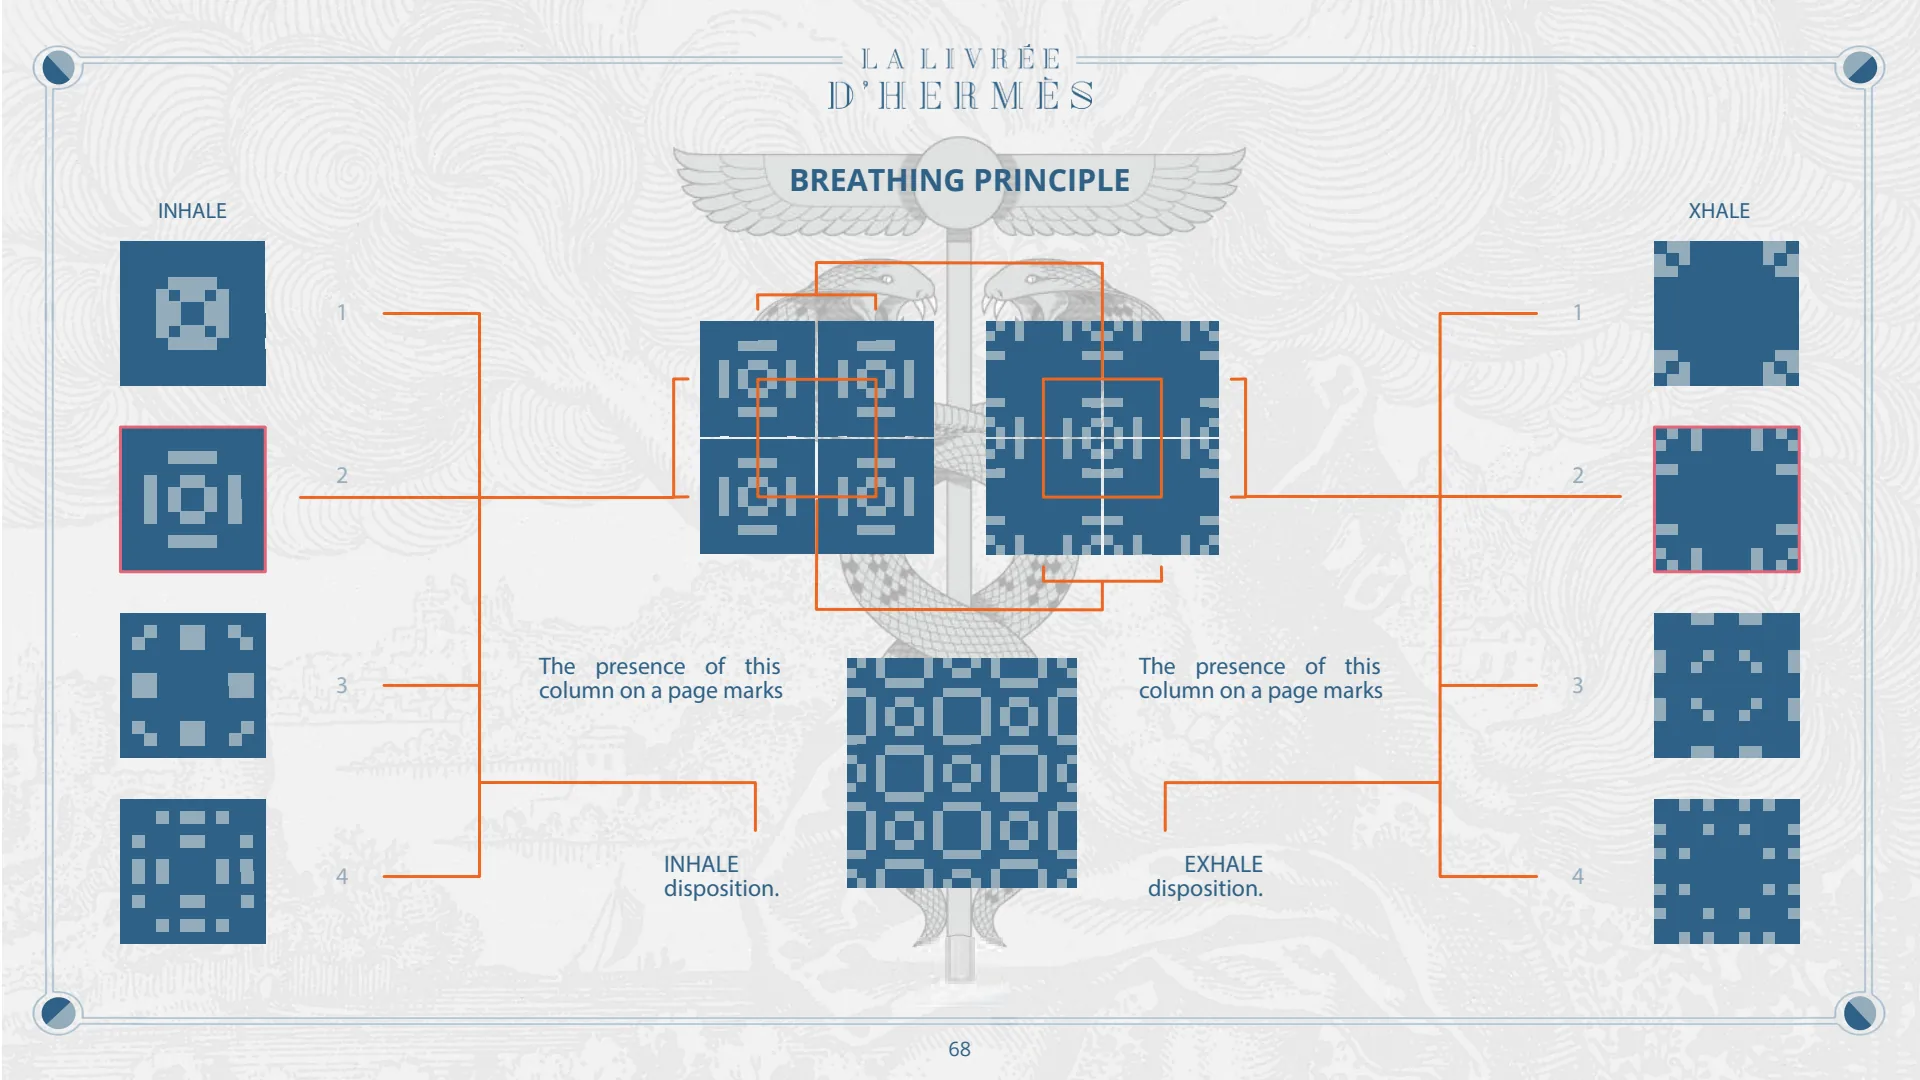 LA LIVRÉE
D'HERMÈS
BREATHING PRINCIPLE
INHALE
1
2
3
4
The presence of this
column on a page marks
INHALE
disposition.
XHALE
1
2
3
4
The presence of this
column on a page marks
EXHALE
disposition.
68